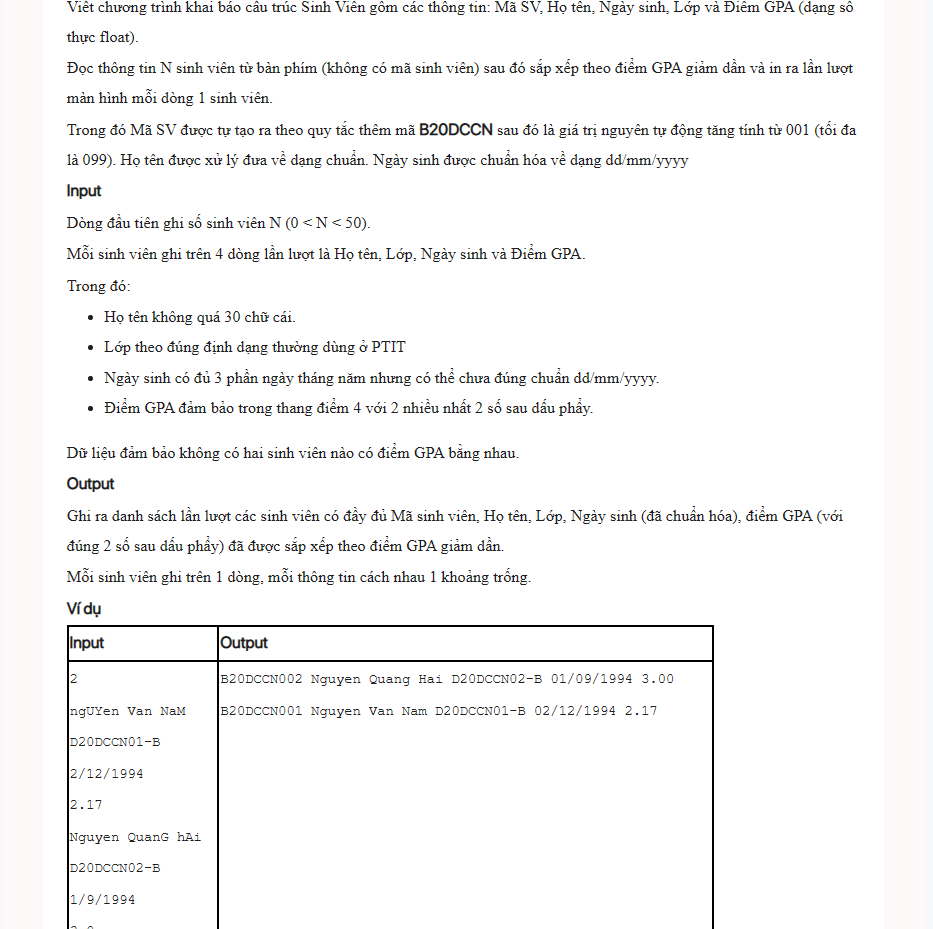 Viết chương trình khai báo cấu trúc Sinh Viên gồm các thông tin: Mã SV, Họ tên, Ngày sinh, Lớp và Điểm GPA (dạng số
thực float).
Đọc thông tin N sinh viên từ bàn phím (không có mã sinh viên) sau đó sắp xếp theo điểm GPA giảm dần và in ra lần lượt
màn hình mỗi dòng 1 sinh viên.
Trong đó Mã SV được tự tạo ra theo quy tắc thêm mã B20DCCN sau đó là giá trị nguyên tự động tăng tính từ 001 (tối đa
là 099). Họ tên được xử lý đưa về dạng chuẩn. Ngày sinh được chuẩn hóa về dạng dd/mm/yyyy
Input
Dòng đầu tiên ghi số sinh viên N (0 < N < 50).
Mỗi sinh viên ghi trên 4 dòng lần lượt là Họ tên, Lớp, Ngày sinh và Điểm GPA.
Trong đó:
• Họ tên không quá 30 chữ cái.
• Lớp theo đúng định dạng thường dùng ở PTIT
• Ngày sinh có đủ 3 phần ngày tháng năm nhưng có thể chưa đúng chuẩn dd/mm/yyyy.
• Điểm GPA đảm bảo trong thang điểm 4 với 2 nhiều nhất 2 số sau dấu phẩy.
Dữ liệu đảm bảo không có hai sinh viên nào có điểm GPA bằng nhau.
Output
Ghi ra danh sách lần lượt các sinh viên có đầy đủ Mã sinh viên, Họ tên, Lớp, Ngày sinh (đã chuẩn hóa), điểm GPA (với
đúng 2 số sau dấu phẩy) đã được sắp xếp theo điểm GPA giảm dần.
Mỗi sinh viên ghi trên 1 dòng, mỗi thông tin cách nhau 1 khoảng trống.
Ví dụ
Input Output
2
ngUYen Van NaM
D20DCCN01-B
2/12/1994
2.17
Nguyen QuanG hAi
D20DCCN02-B
1/9/1994
B20DCCN002 Nguyen Quang Hai D20DCCN02-B 01/09/1994 3.00
B20DCCN001 Nguyen Van Nam D20DCCN01-B 02/12/1994 2.17